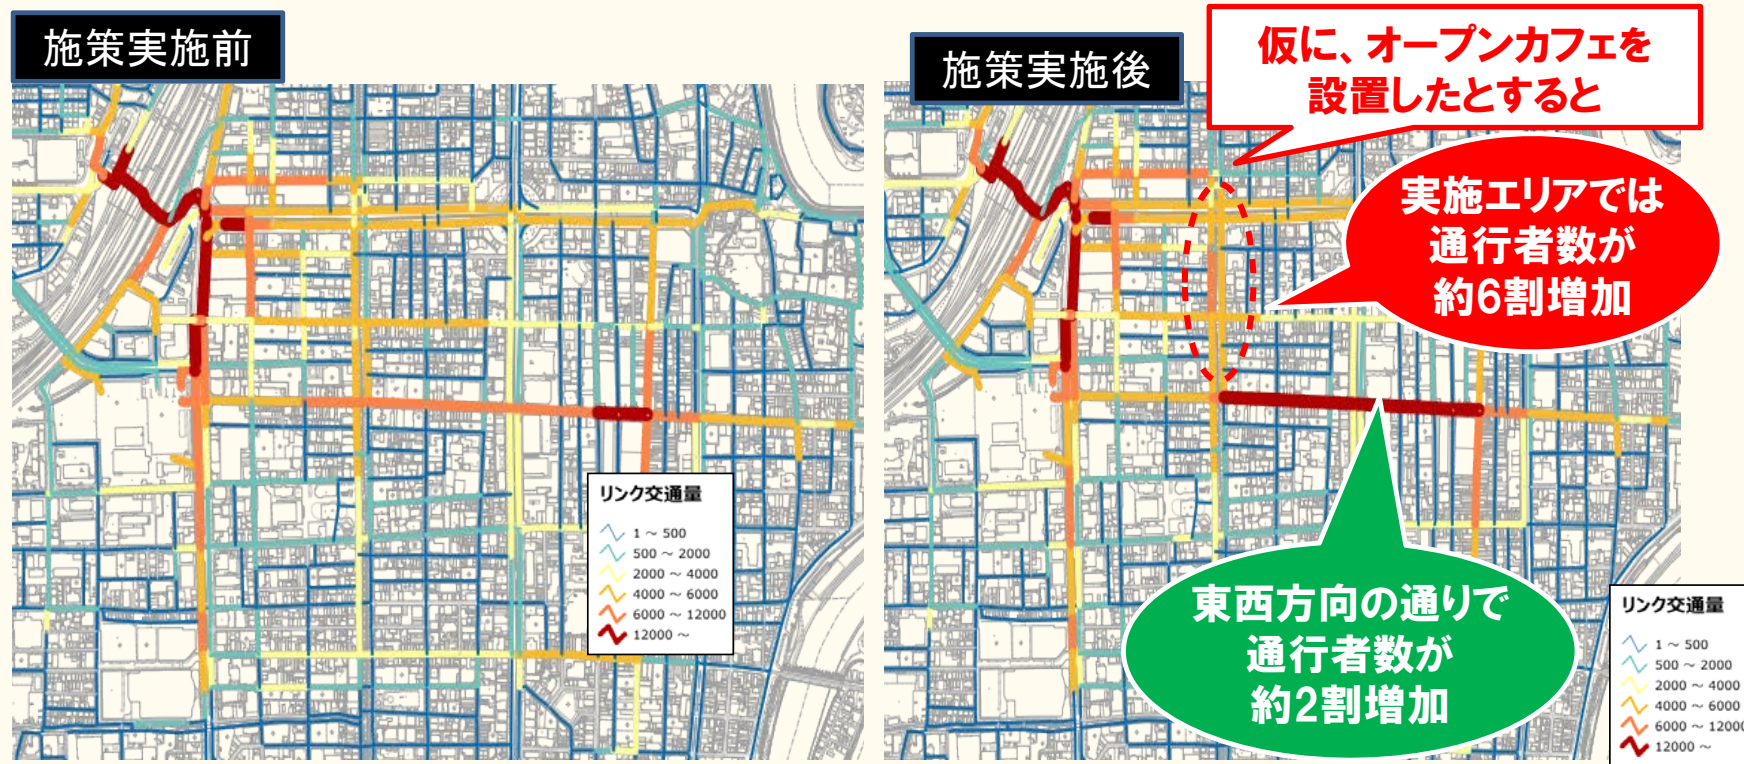 施策実施前
施策実施後
仮に、オープンカフェを
設置したとすると
実施エリアでは
通行者数が
約6割増加
東西方向の通りで
通行者数が
約2割増加
リンク交通量
1 ～ 500
500 ～ 2000
2000 ～ 4000
4000 ～ 6000
6000 ～ 12000
12000 ～
リンク交通量
1 ～ 500
500 ～ 2000
2000 ～ 4000
4000 ～ 6000
6000 ～ 12000
12000 ～